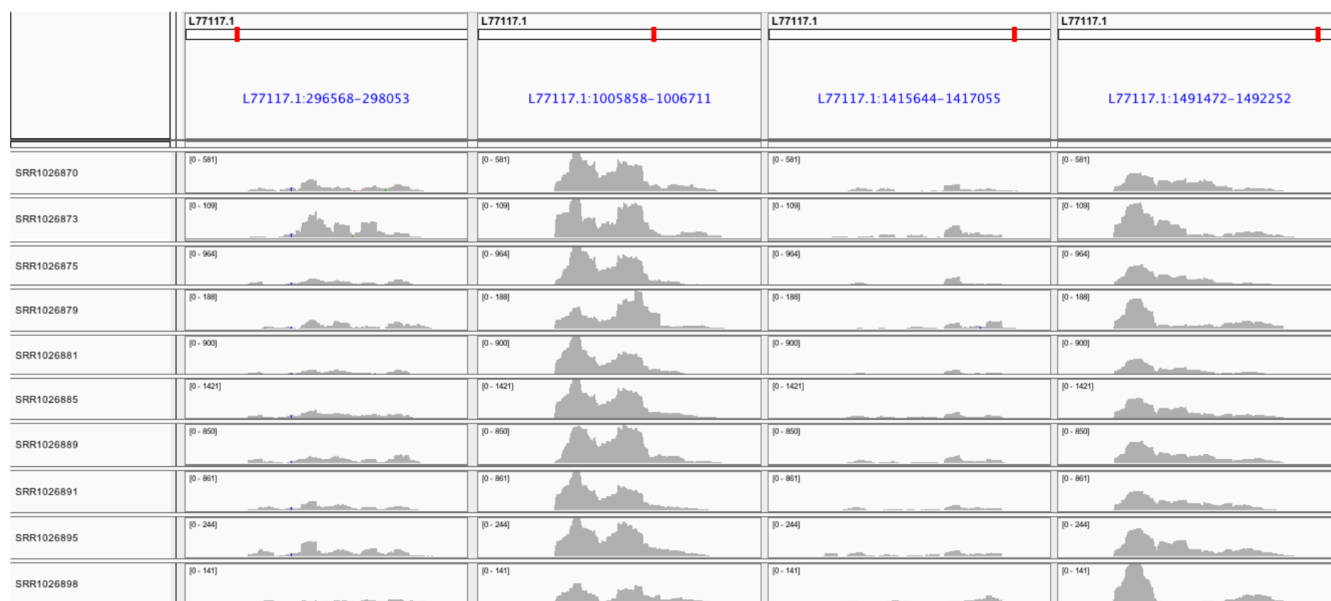 L77117.1 L77117.1 L77117.1 L77117.1
L77117.1:296568-298053 L77117.1:1005858-1006711 L77117.1:1415644-1417055 L77117.1:1491472-1492252
SRR1026870 [0 - 581] [0 - 581] [0 - 581] [0 - 581]
SRR1026873 [0 - 109] [0 - 109] [0 - 109] [0 - 109]
SRR1026875 [0 - 964] [0 - 964] [0 - 964] [0 - 964]
SRR1026879 [0 - 188] [0 - 188] [0 - 188] [0 - 188]
SRR1026881 [0 - 900] [0 - 900] [0 - 900] [0 - 900]
SRR1026885 [0 - 1421] [0 - 1421] [0 - 1421] [0 - 1421]
SRR1026889 [0 - 850] [0 - 850] [0 - 850] [0 - 850]
SRR1026891 [0 - 861] [0 - 861] [0 - 861] [0 - 861]
SRR1026895 [0 - 244] [0 - 244] [0 - 244] [0 - 244]
SRR1026898 [0 - 141] [0 - 141] [0 - 141] [0 - 141]